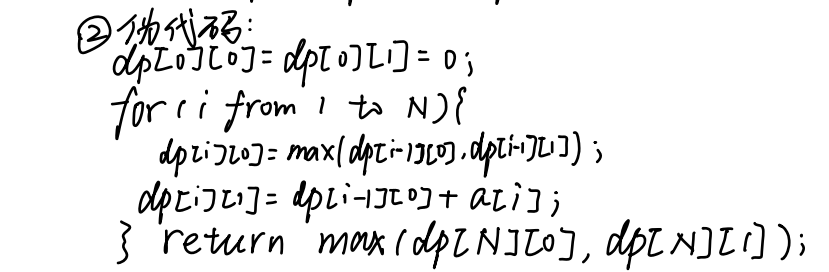 ② 伪代码:
dp[0][0]=dp[0][1]=0;
for(i from 1 to N){
dp[i][0]=max(dp[i-1][0],dp[i-1][1]);
dp[i][1]=dp[i-1][0]+a[i];
} return max(dp[N][0],dp[N][1]);